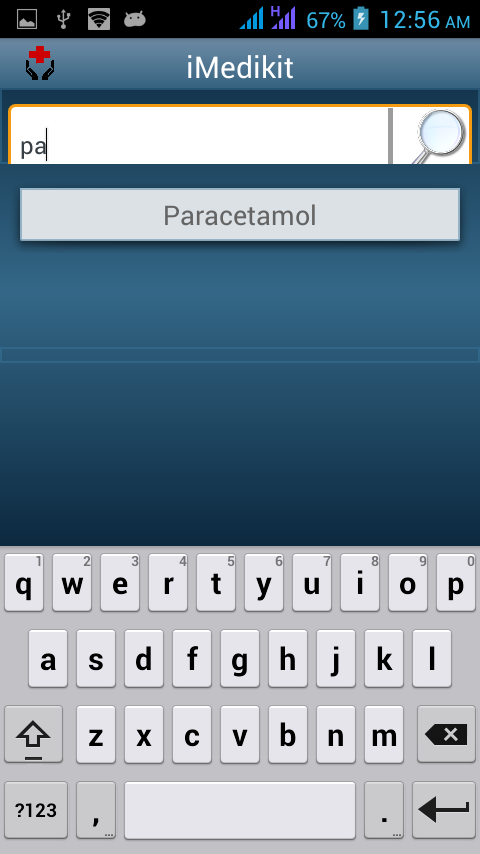 H 67% 12:56 AM
iMedikit
pa
Paracetamol
1 2 3 4 5 6 7 8 9 0
q w e r t y u i o p
a s d f g h j k l
z x c v b n m
?123 , ... . ...